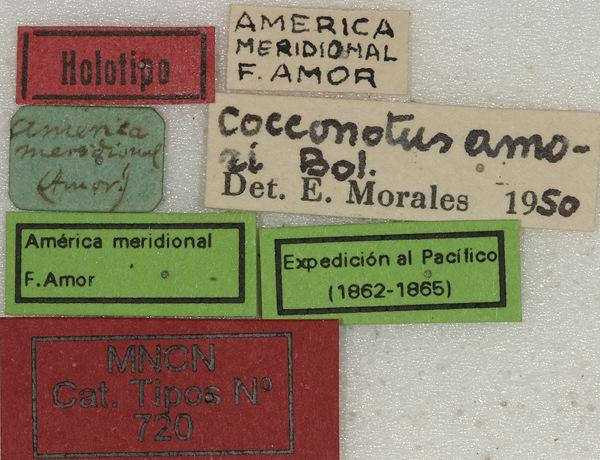 Holotipo
AMERICA
MERIDIONAL
F. AMOR
America
meridional
(Amor!)
Cocconotus amo-
ri Bol.
Det. E. Morales 1950
América meridional
F. Amor
Expedición al Pacífico
(1862-1865)
MNCN
Cat. Tipos Nº
720